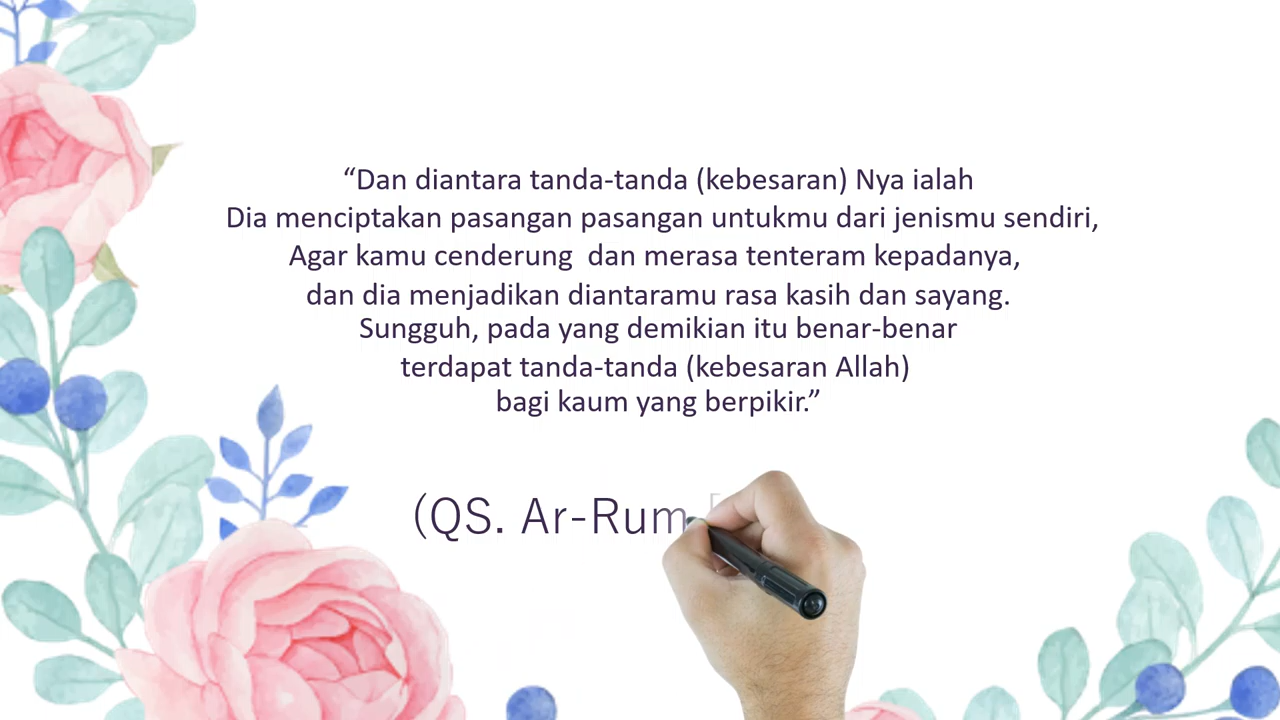 “Dan diantara tanda-tanda (kebesaran) Nya ialah
Dia menciptakan pasangan pasangan untukmu dari jenismu sendiri,
Agar kamu cenderung  dan merasa tenteram kepadanya,
dan dia menjadikan diantaramu rasa kasih dan sayang.
Sungguh, pada yang demikian itu benar-benar
terdapat tanda-tanda (kebesaran Allah)
bagi kaum yang berpikir.”
(QS. Ar-Rum